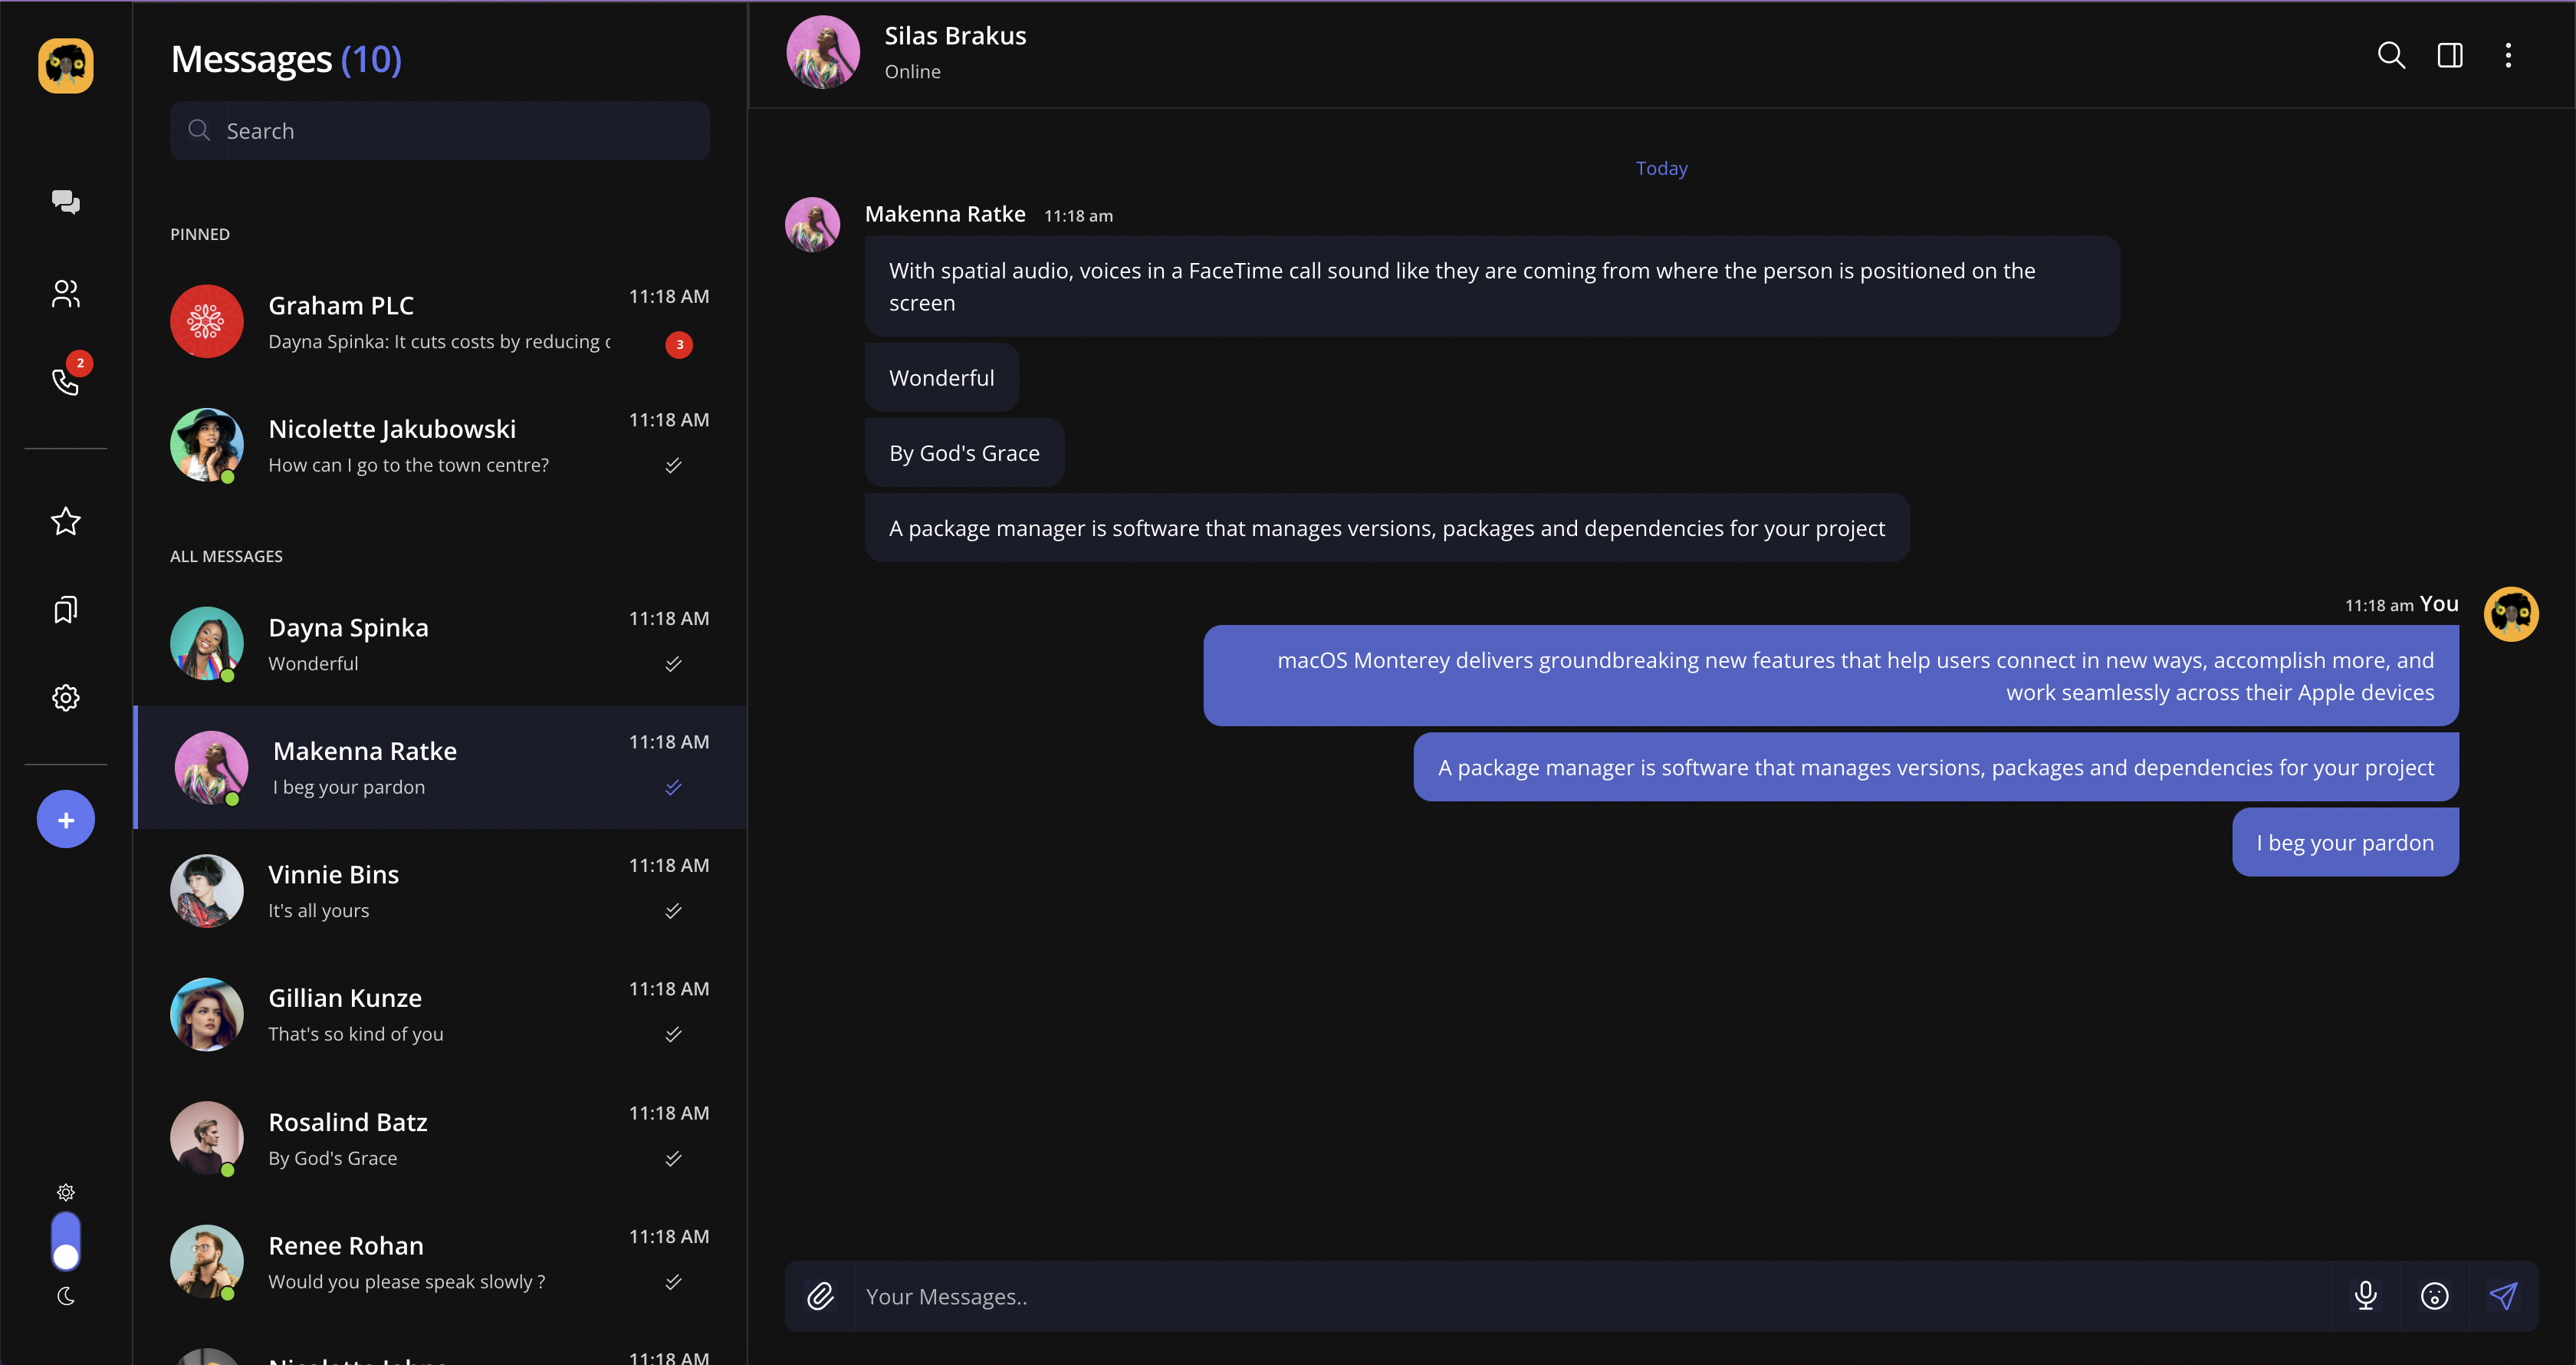 Messages (10)
Search
PINNED
Graham PLC
11:18 AM
Dayna Spinka: It cuts costs by reducing
3
Nicolette Jakubowski
11:18 AM
How can I go to the town centre?
ALL MESSAGES
Dayna Spinka
11:18 AM
Wonderful
Makenna Ratke
11:18 AM
I beg your pardon
Vinnie Bins
11:18 AM
It's all yours
Gillian Kunze
11:18 AM
That's so kind of you
Rosalind Batz
11:18 AM
By God's Grace
Renee Rohan
11:18 AM
Would you please speak slowly ?
11:18 AM
2
Silas Brakus
Online
Today
Makenna Ratke 11:18 am
With spatial audio, voices in a FaceTime call sound like they are coming from where the person is positioned on the
screen
Wonderful
By God's Grace
A package manager is software that manages versions, packages and dependencies for your project
11:18 am You
macOS Monterey delivers groundbreaking new features that help users connect in new ways, accomplish more, and
work seamlessly across their Apple devices
A package manager is software that manages versions, packages and dependencies for your project
I beg your pardon
Your Messages..